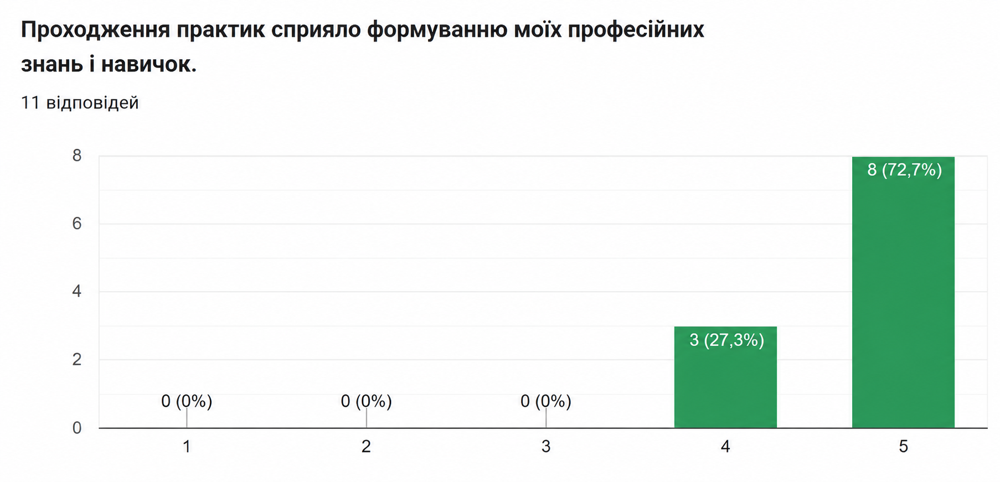 Проходження практик сприяло формуванню моїх професійних
знань і навичок.
11 відповідей
8
8 (72,7%)
6
4
3 (27,3%)
2
0 (0%) 0 (0%) 0 (0%)
0
1 2 3 4 5